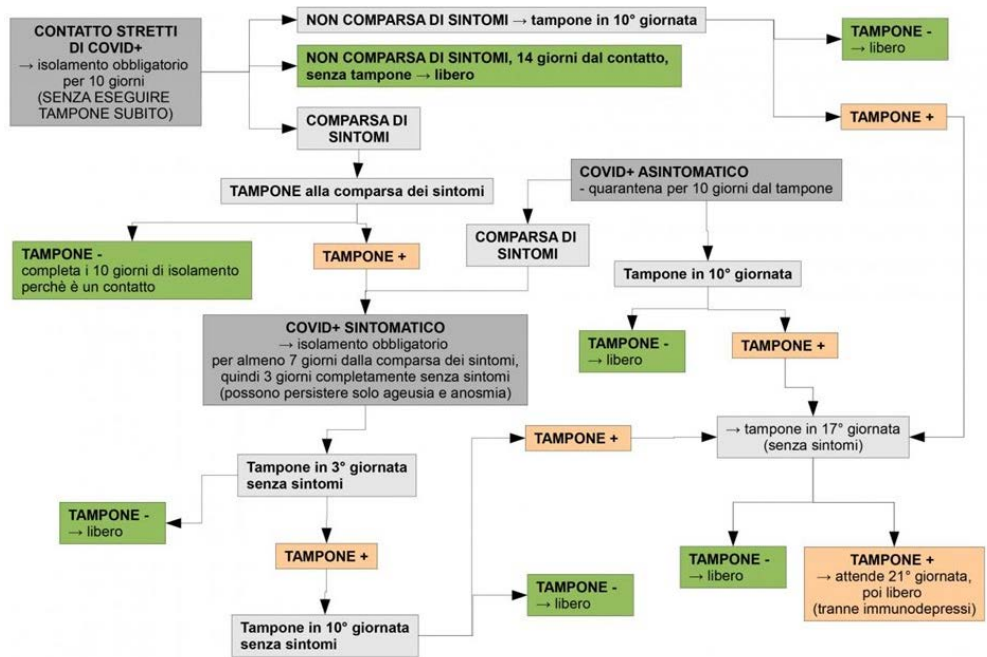 CONTATTO STRETTI
DI COVID+
→ isolamento obbligatorio
per 10 giorni
(SENZA ESEGUIRE
TAMPONE SUBITO)
NON COMPARSA DI SINTOMI → tampone in 10° giornata
NON COMPARSA DI SINTOMI, 14 giorni dal contatto,
senza tampone → libero
TAMPONE -
→ libero
TAMPONE +
COMPARSA DI
SINTOMI
TAMPONE alla comparsa dei sintomi
COVID+ ASINTOMATICO
- quarantena per 10 giorni dal tampone
TAMPONE -
completa i 10 giorni di isolamento
perchè è un contatto
TAMPONE +
COMPARSA DI
SINTOMI
Tampone in 10° giornata
COVID+ SINTOMATICO
→ isolamento obbligatorio
per almeno 7 giorni dalla comparsa dei sintomi,
quindi 3 giorni completamente senza sintomi
(possono persistere solo ageusia e anosmia)
TAMPONE -
→ libero
TAMPONE +
Tampone in 3° giornata
senza sintomi
TAMPONE +
→ tampone in 17° giornata
(senza sintomi)
TAMPONE -
→ libero
TAMPONE +
Tampone in 10° giornata
senza sintomi
TAMPONE -
→ libero
TAMPONE -
→ libero
TAMPONE +
→ attende 21° giornata,
poi libero
(tranne immunodepressi)